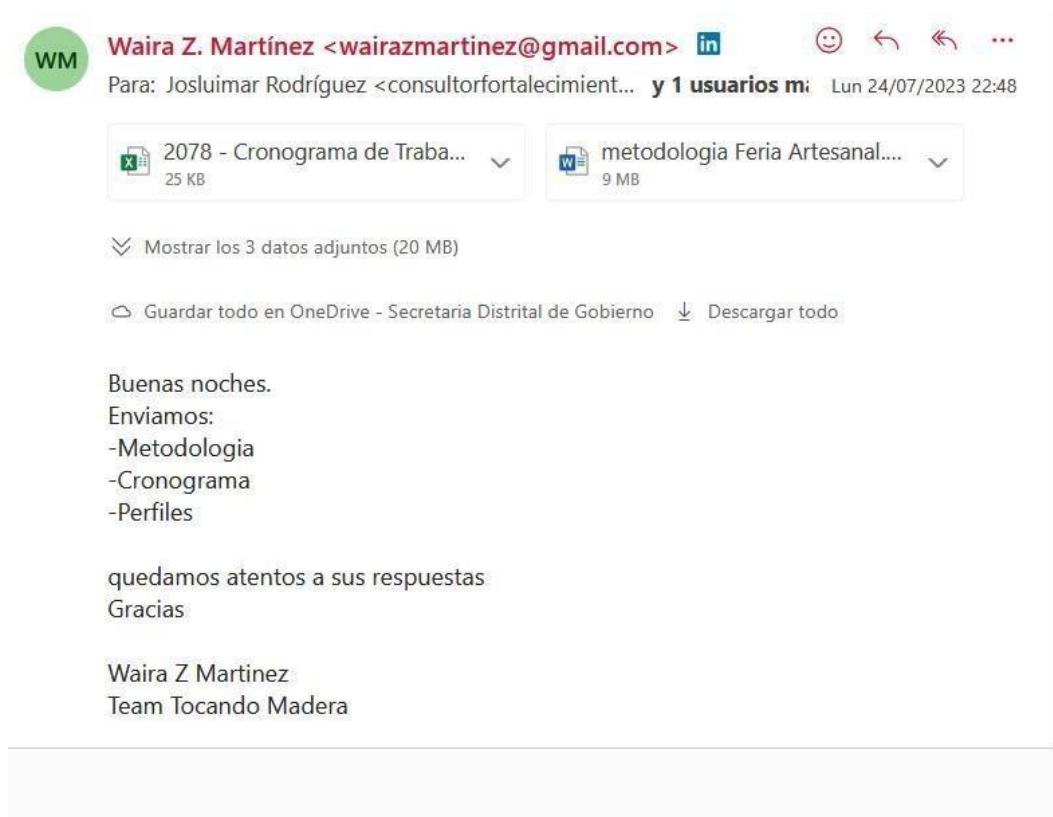 WM
Waira Z. Martínez <wairazmartinez@gmail.com> in
Para: Josluimar Rodríguez <consultorfortalecimient... y 1 usuarios m Lun 24/07/2023 22:48
2078 - Cronograma de Traba... metodologia Feria Artesanal....
25 KB 9 MB
Mostrar los 3 datos adjuntos (20 MB)
Guardar todo en OneDrive - Secretaria Distrital de Gobierno Descargar todo
Buenas noches.
Enviamos:
-Metodologia
-Cronograma
-Perfiles
quedamos atentos a sus respuestas
Gracias
Waira Z Martinez
Team Tocando Madera